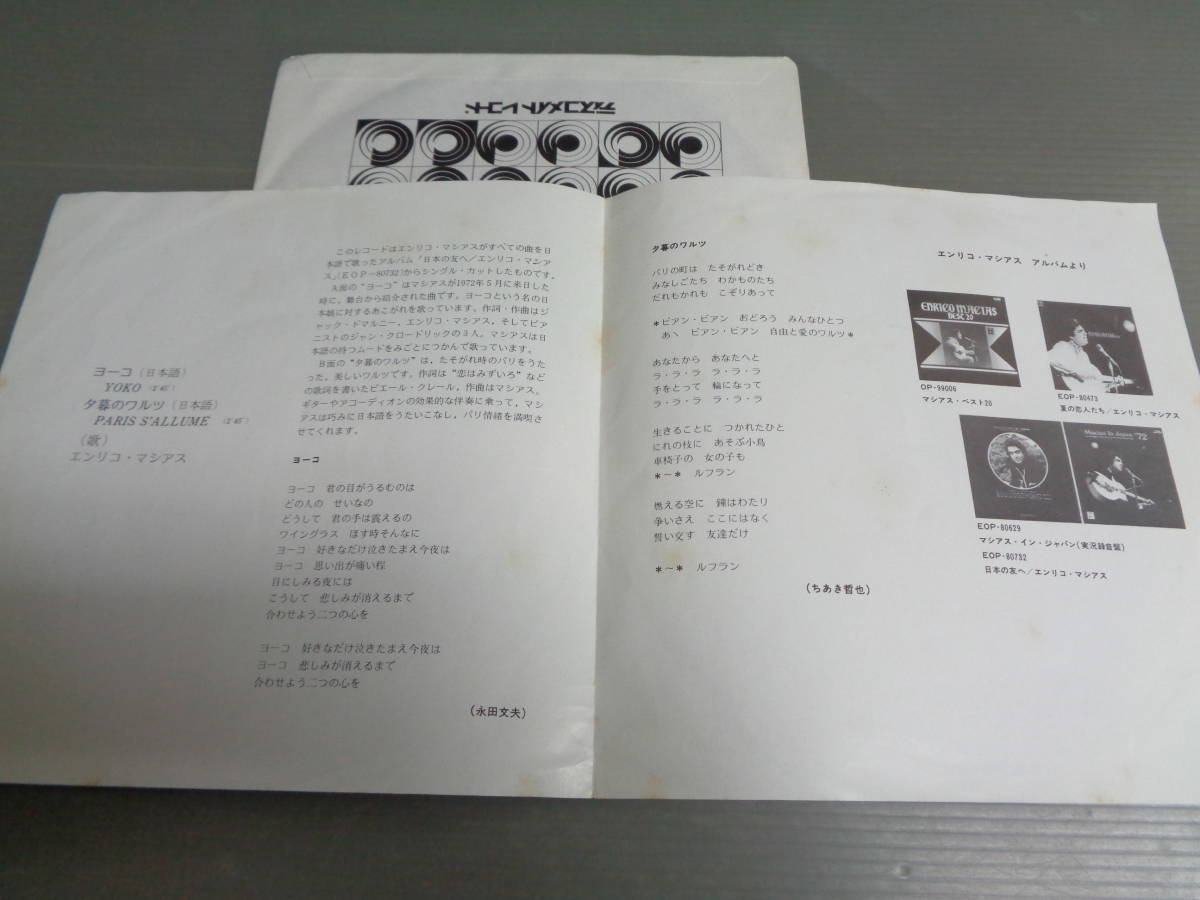 ディスコメイトレコード
ヨーコ（日本語）
YOKO
夕暮のワルツ（日本語）
PARIS S'ALLUME
（歌）
エンリコ・マシアス
このレコードはエンリコ・マシアスがすべての曲を日
本語で歌ったアルバム「日本の友へ／エンリコ・マシア
ス」（EOP－80732）からシングル・カットしたものです。
A面の“ヨーコ”はマシアスが1972年5月に来日した
時に，舞台から紹介された曲です。ヨーコという名の日
本娘に対するあこがれを歌っています。作詞・作曲はジ
ャック・ドマルニー，エンリコ・マシアス，そしてピア
ニストのジャン・クロードリックの3人。マシアスは日
本語の持つムードをみごとにつかんで歌っています。
B面の“夕暮のワルツ”は，たそがれ時のパリをうた
った，美しいワルツです。作詞は“恋はみずいろ”など
の歌詞を書いたピエール・クレール，作曲はマシアス。
ギターやアコーディオンの効果的な伴奏に乗って，マシ
アスは巧みに日本語をうたいこなし，パリ情緒を満喫さ
せてくれます。
ヨーコ
ヨーコ　君の目がうるむのは
どの人の　せいなの
どうして　君の手は震えるの
ワイングラス　ほす時そんなに
ヨーコ　好きなだけ泣きたまえ今夜は
ヨーコ　思い出が痛い程
目にしみる夜には
こうして　悲しみが消えるまで
合わせよう二つの心を
ヨーコ　好きなだけ泣きたまえ今夜は
ヨーコ　悲しみが消えるまで
合わせよう二つの心を
（永田文夫）
夕暮のワルツ
パリの町は　たそがれどき
みなしごたち　わかものたち
だれもかれも　こぞりあって
＊ビアン・ビアン　おどろう　みんなひとつ
あヽ　ビアン・ビアン　自由と愛のワルツ＊
あなたから　あなたへと
ラ・ラ・ラ　ラ・ラ・ラ
手をとって　輪になって
ラ・ラ・ラ　ラ・ラ・ラ
生きることに　つかれたひと
にれの枝に　あそぶ小鳥
車椅子の　女の子も
＊～＊　ルフラン
燃える空に　鐘はわたり
争いさえ　ここにはなく
誓い交す　友達だけ
＊～＊　ルフラン
（ちあき哲也）
エンリコ・マシアス　アルバムより
ENRICO MACIAS
BEST 20
OP-99006
マシアス・ベスト20
EOP-80473
夏の恋人たち／エンリコ・マシアス
Macias In Japan '72
EOP-80629
マシアス・イン・ジャパン（実況録音盤）
EOP-80732
日本の友へ／エンリコ・マシアス